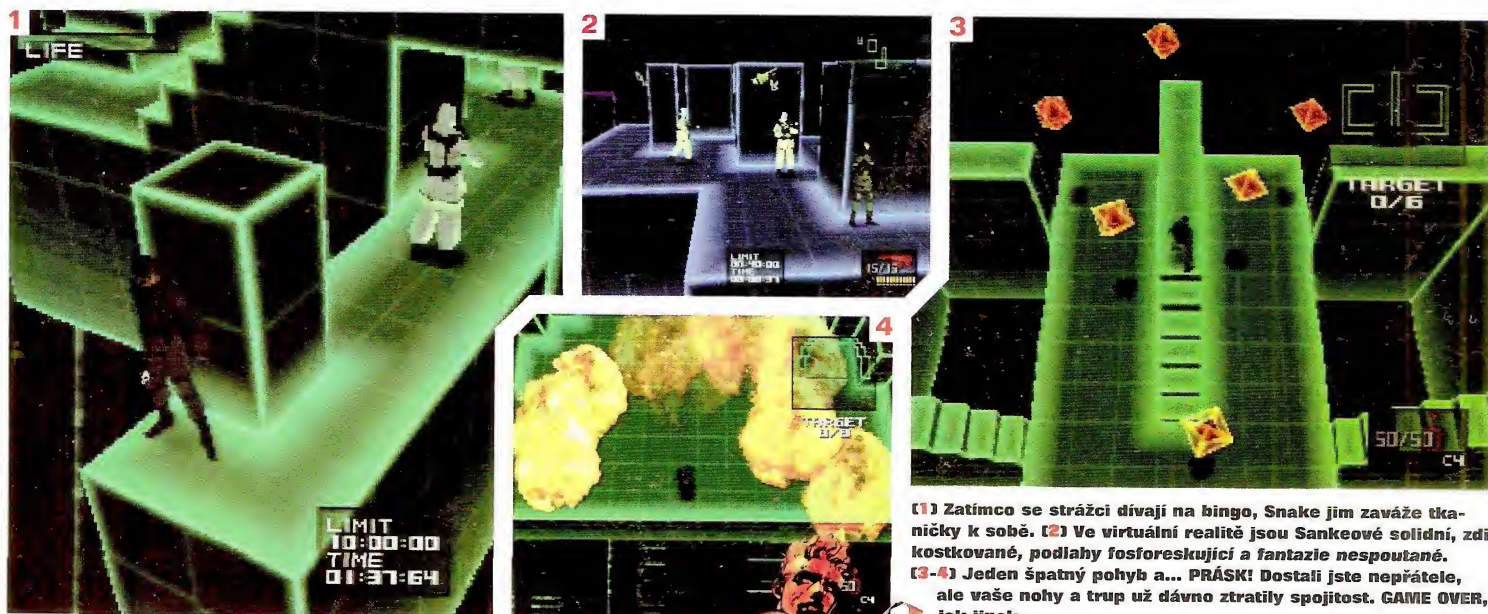 1
LIFE
LIMIT
10:00:00
TIME
01:37:64
2
LIMIT
00:40:00
TIME
15/15
3
TARGET
0/6
50/50
C4
4
TARGET
C4
[1] Zatímco se strážci dívají na bingo, Snake jim zaváže tka-
ničky k sobě. [2] Ve virtuální realitě jsou Sankeové solidní, zdi
kostkované, podlahy fosforeskující a fantazie nespoutané.
[3-4] Jeden špatný pohyb a... PRÁSK! Dostali jste nepřátele,
ale vaše nohy a trup už dávno ztratily spojitost. GAME OVER,